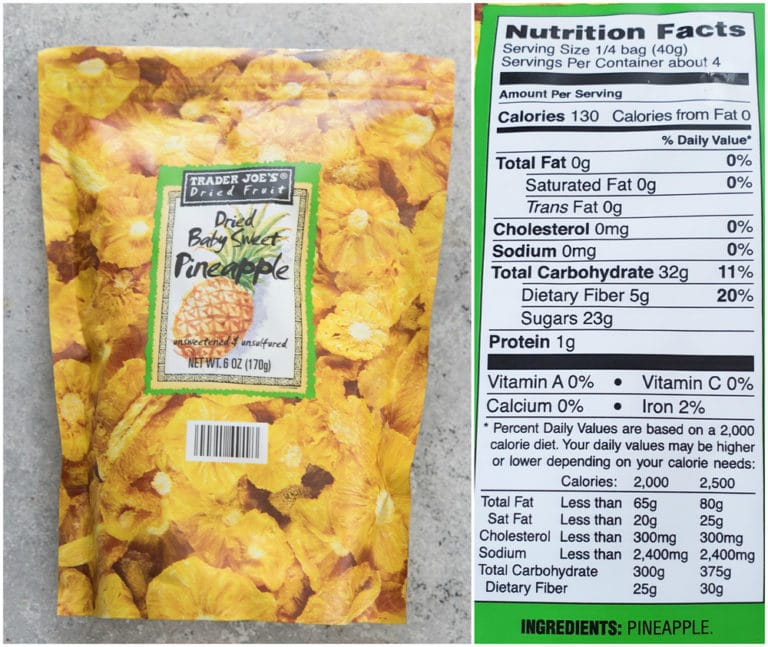 TRADER JOE'S®
Dried Fruit
Dried
Baby Sweet
Pineapple
unsweetened & unsulfured
NET WT. 6 OZ (170g)
Nutrition Facts
Serving Size 1/4 bag (40g)
Servings Per Container about 4
Amount Per Serving
Calories 130 Calories from Fat 0
% Daily Value*
Total Fat 0g 0%
Saturated Fat 0g 0%
Trans Fat 0g
Cholesterol 0mg 0%
Sodium 0mg 0%
Total Carbohydrate 32g 11%
Dietary Fiber 5g 20%
Sugars 23g
Protein 1g
Vitamin A 0% • Vitamin C 0%
Calcium 0% • Iron 2%
* Percent Daily Values are based on a 2,000
calorie diet. Your daily values may be higher
or lower depending on your calorie needs:
Calories: 2,000 2,500
Total Fat Less than 65g 80g
Sat Fat Less than 20g 25g
Cholesterol Less than 300mg 300mg
Sodium Less than 2,400mg 2,400mg
Total Carbohydrate 300g 375g
Dietary Fiber 25g 30g
INGREDIENTS: PINEAPPLE.